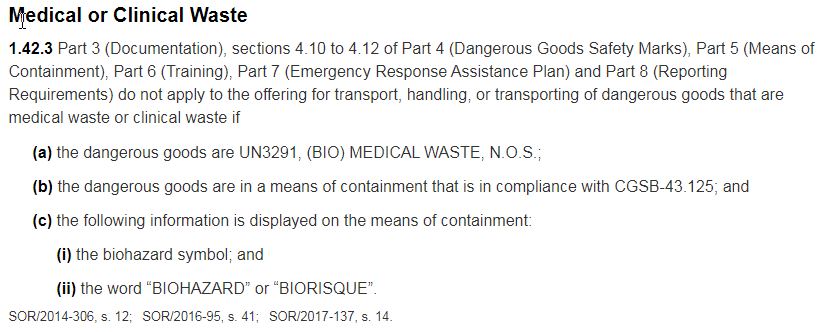 Medical or Clinical Waste
1.42.3 Part 3 (Documentation), sections 4.10 to 4.12 of Part 4 (Dangerous Goods Safety Marks), Part 5 (Means of
Containment), Part 6 (Training), Part 7 (Emergency Response Assistance Plan) and Part 8 (Reporting
Requirements) do not apply to the offering for transport, handling, or transporting of dangerous goods that are
medical waste or clinical waste if
(a) the dangerous goods are UN3291, (BIO) MEDICAL WASTE, N.O.S.;
(b) the dangerous goods are in a means of containment that is in compliance with CGSB-43.125; and
(c) the following information is displayed on the means of containment:
(i) the biohazard symbol; and
(ii) the word “BIOHAZARD” or “BIORISQUE”.
SOR/2014-306, s. 12; SOR/2016-95, s. 41; SOR/2017-137, s. 14.